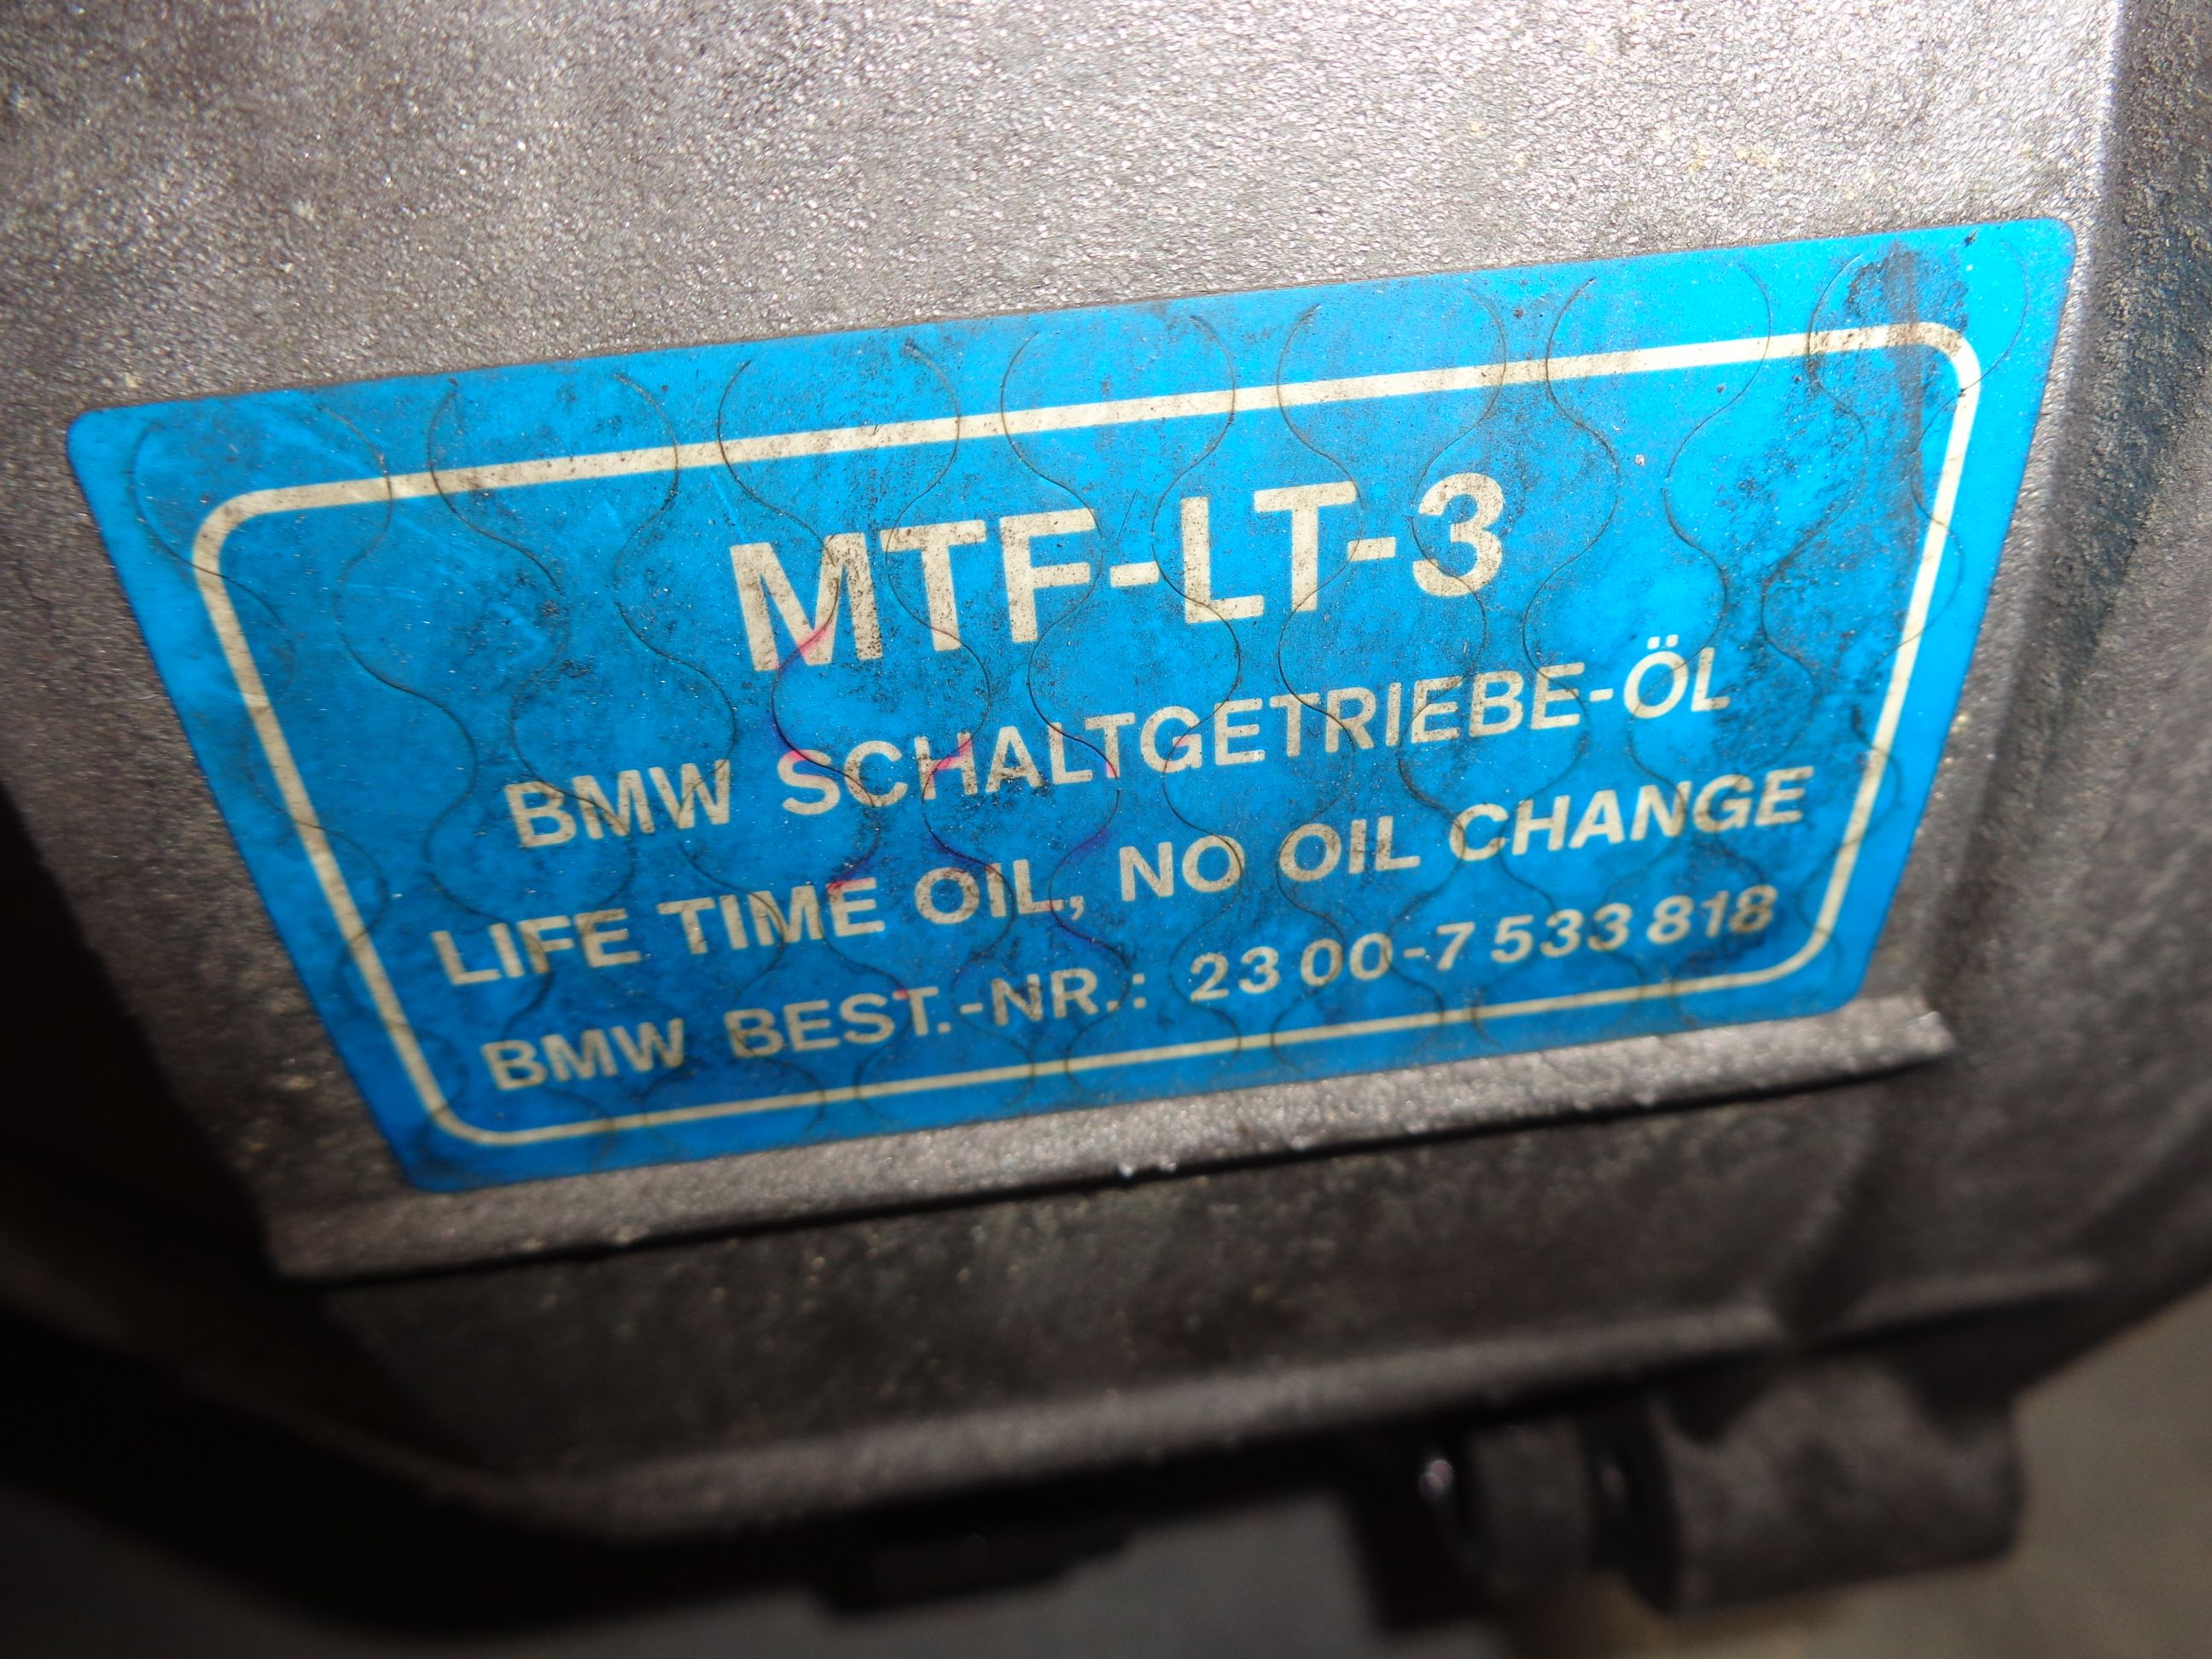 MTF-LT-3
BMW SCHALTGETRIEBE-ÖL
LIFE TIME OIL, NO OIL CHANGE
BMW BEST.-NR.: 23 00-7 533 818